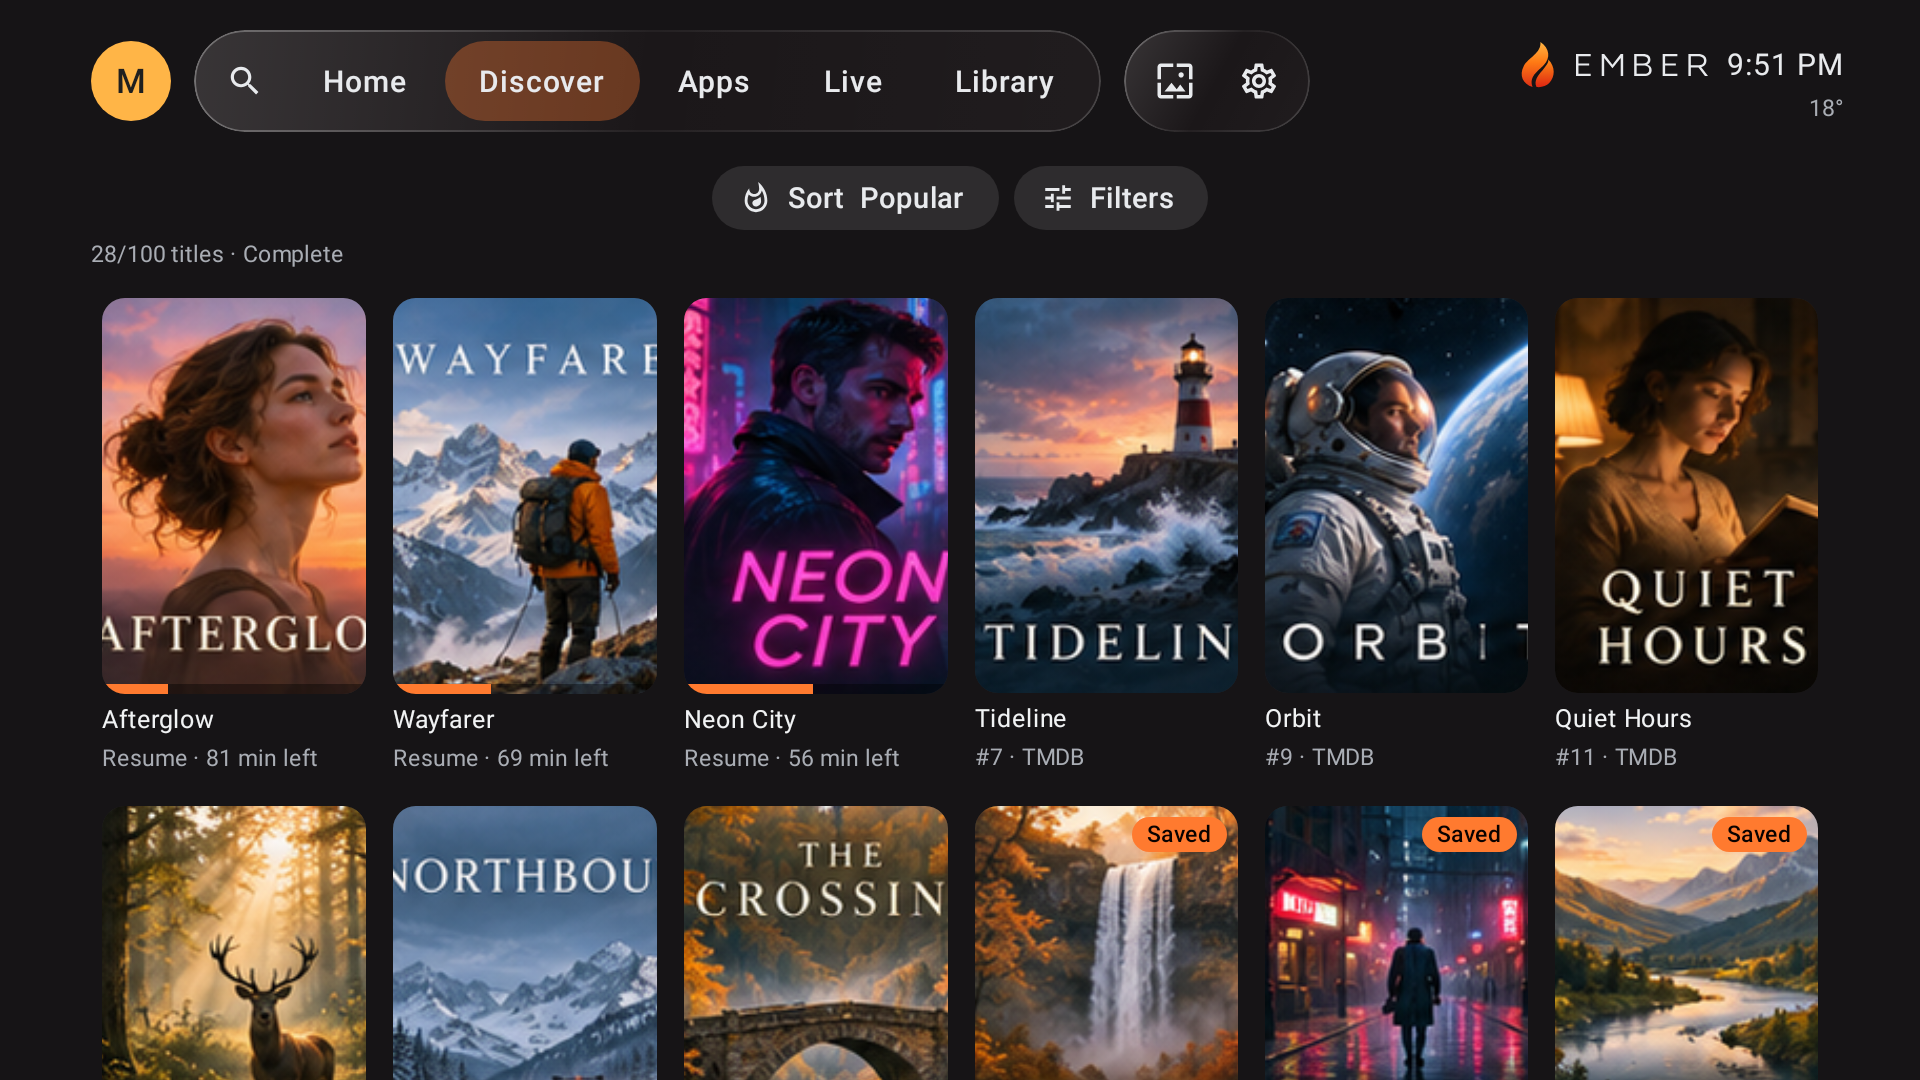 M
Home
Discover
Apps
Live
Library
EMBER 9:51 PM
18°
Sort Popular
Filters
28/100 titles · Complete
AFTERGLO
WAYFARE
NEON
CITY
TIDELIN
ORBIT
QUIET
HOURS
Afterglow
Resume · 81 min left
Wayfarer
Resume · 69 min left
Neon City
Resume · 56 min left
Tideline
#7 · TMDB
Orbit
#9 · TMDB
Quiet Hours
#11 · TMDB
NORTHBOU
THE
CROSSIN
Saved
Saved
Saved